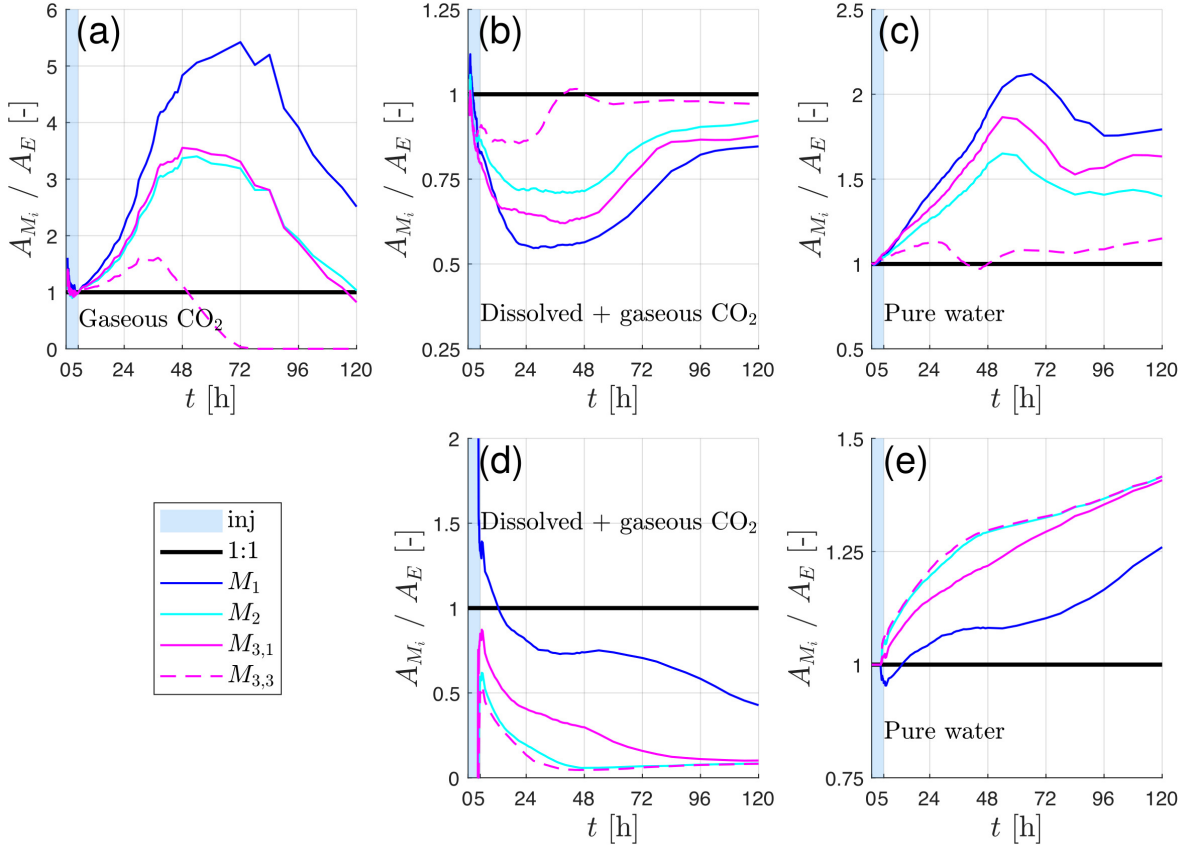 (a)
6
5
4
3
2
1
0
A_{M_i} / A_E [-]
Gaseous CO₂
05 24 48 72 96 120
t [h]
(b)
1.25
1
0.75
0.5
0.25
A_{M_i} / A_E [-]
Dissolved + gaseous CO₂
05 24 48 72 96 120
t [h]
(c)
2.5
2
1.5
1
0.5
A_{M_i} / A_E [-]
Pure water
05 24 48 72 96 120
t [h]
inj
1:1
M₁
M₂
M₃,₁
M₃,₃
(d)
2
1.5
1
0.5
0
A_{M_i} / A_E [-]
Dissolved + gaseous CO₂
05 24 48 72 96 120
t [h]
(e)
1.5
1.25
1
0.75
A_{M_i} / A_E [-]
Pure water
05 24 48 72 96 120
t [h]